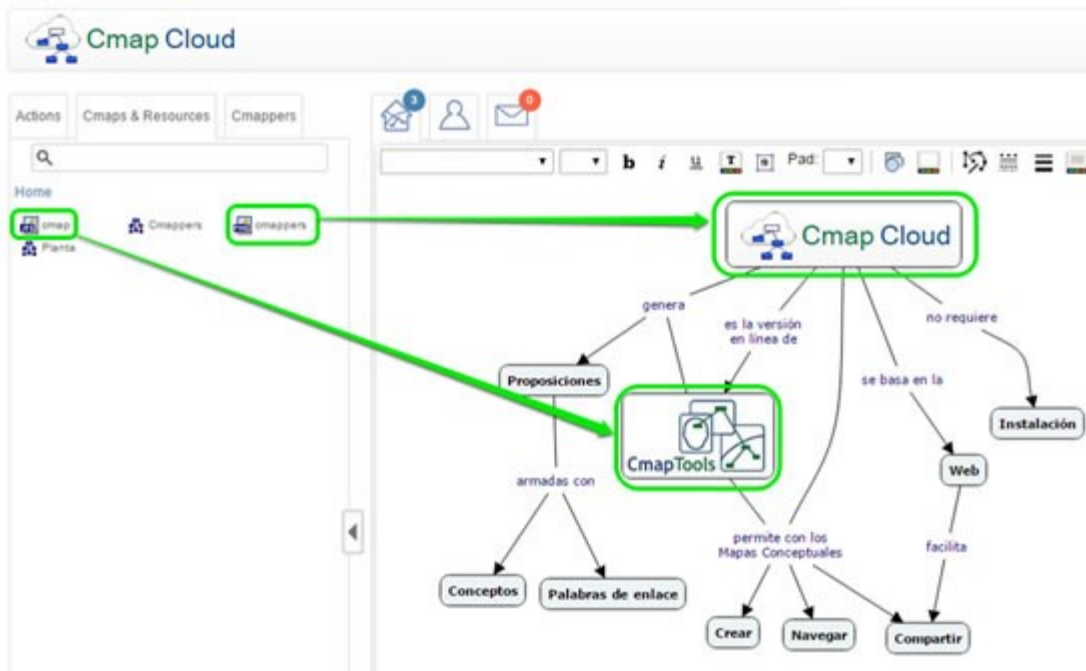 Cmap Cloud
3
0
Actions
Cmaps & Resources
Cmappers
Home
cmap
Cmappers
cmappers
Planta
b i u T a Pad:
Cmap Cloud
genera
es la versión
en línea de
no requiere
Proposiciones
se basa en la
CmapTools
Instalación
Web
armadas con
permite con los
Mapas Conceptuales
facilita
Conceptos
Palabras de enlace
Crear
Navegar
Compartir